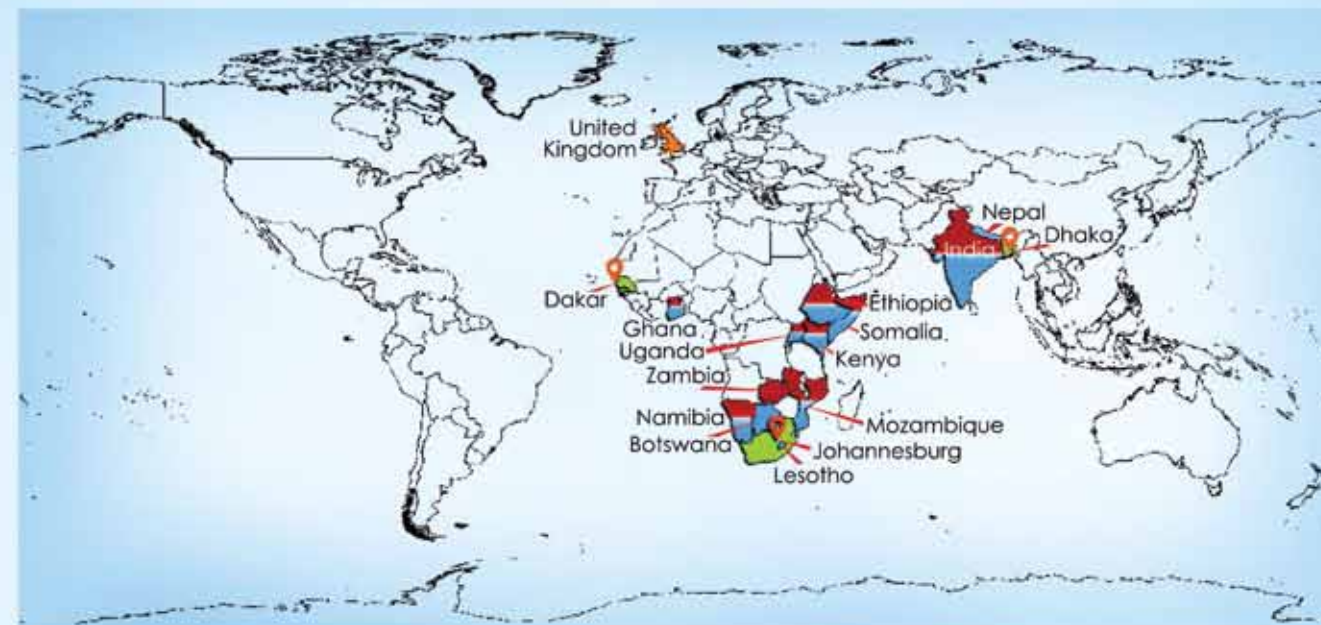 United
Kingdom
Nepal
Dhaka
India
Dakar
Ethiopia
Ghana
Somalia
Uganda
Kenya
Zambia
Namibia
Mozambique
Botswana
Johannesburg
Lesotho